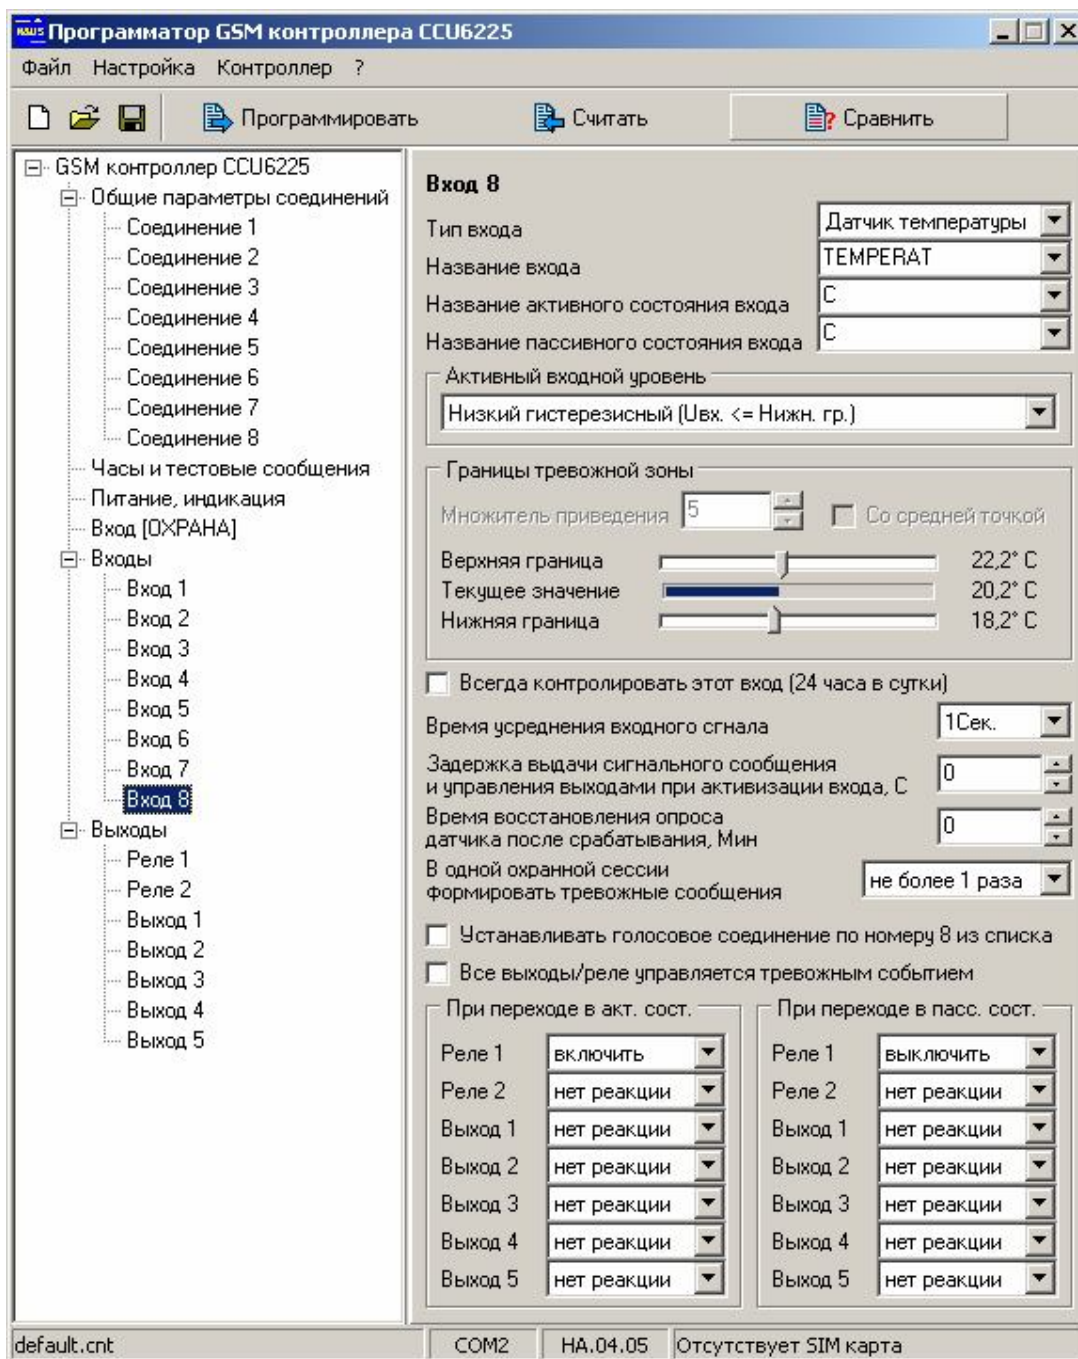 Программатор GSM контроллера CCU6225
Файл Настройка Контроллер ?
Программировать Считать Сравнить
GSM контроллер CCU6225
Общие параметры соединений
Соединение 1
Соединение 2
Соединение 3
Соединение 4
Соединение 5
Соединение 6
Соединение 7
Соединение 8
Часы и тестовые сообщения
Питание, индикация
Вход [ОХРАНА]
Входы
Вход 1
Вход 2
Вход 3
Вход 4
Вход 5
Вход 6
Вход 7
Вход 8
Выходы
Реле 1
Реле 2
Выход 1
Выход 2
Выход 3
Выход 4
Выход 5
Вход 8
Тип входа Датчик температуры
Название входа TEMPERAT
Название активного состояния входа C
Название пассивного состояния входа C
Активный входной уровень
Низкий гистерезисный (Uвх. <= Нижн. гр.)
Границы тревожной зоны
Множитель приведения 5 Со средней точкой
Верхняя граница 22,2° C
Текущее значение 20,2° C
Нижняя граница 18,2° C
Всегда контролировать этот вход (24 часа в сутки)
Время усреднения входного сгнала 1Сек.
Задержка выдачи сигнального сообщения
и управления выходами при активизации входа, С 0
Время восстановления опроса
датчика после срабатывания, Мин 0
В одной охранной сессии
формировать тревожные сообщения не более 1 раза
Устанавливать голосовое соединение по номеру 8 из списка
Все выходы/реле управляется тревожным событием
При переходе в акт. сост.
Реле 1 включить
Реле 2 нет реакции
Выход 1 нет реакции
Выход 2 нет реакции
Выход 3 нет реакции
Выход 4 нет реакции
Выход 5 нет реакции
При переходе в пасс. сост.
Реле 1 выключить
Реле 2 нет реакции
Выход 1 нет реакции
Выход 2 нет реакции
Выход 3 нет реакции
Выход 4 нет реакции
Выход 5 нет реакции
default.cnt COM2 HA.04.05 Отсутствует SIM карта